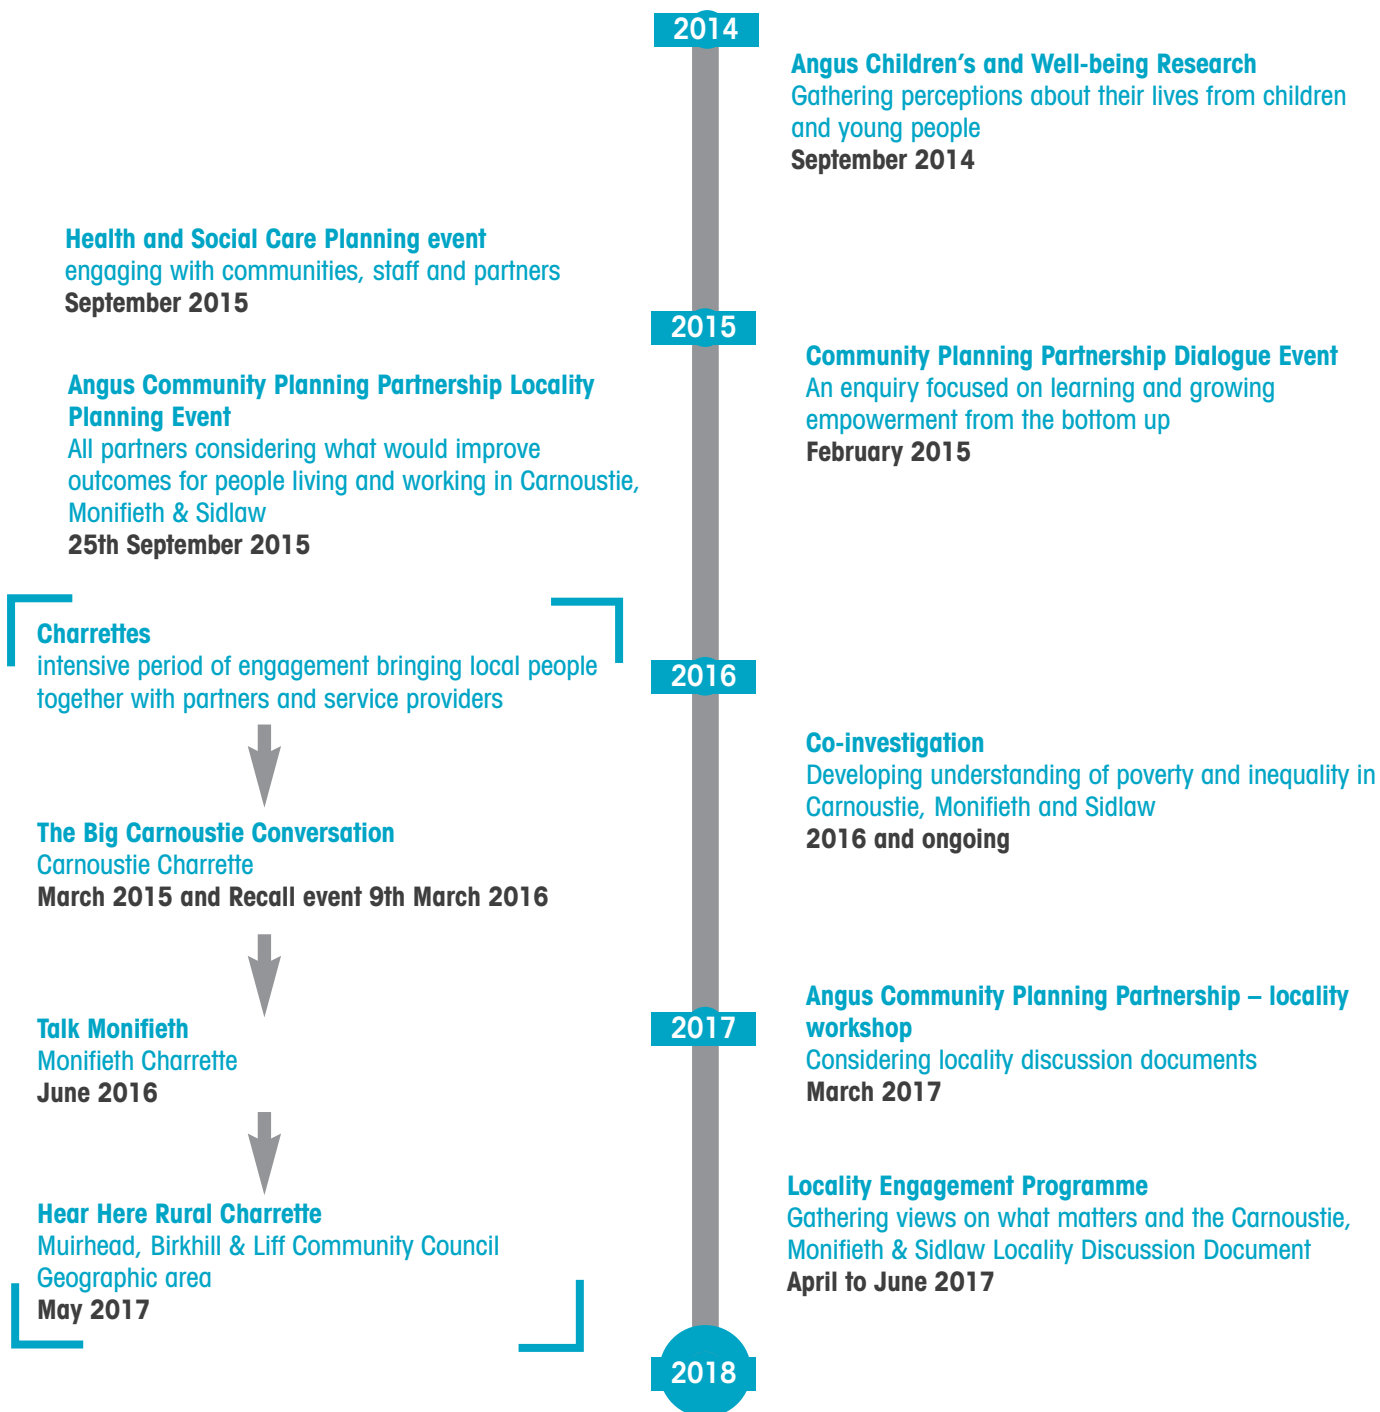 2014
Angus Children's and Well-being Research
Gathering perceptions about their lives from children
and young people
September 2014
Health and Social Care Planning event
engaging with communities, staff and partners
September 2015
2015
Community Planning Partnership Dialogue Event
An enquiry focused on learning and growing
empowerment from the bottom up
February 2015
Angus Community Planning Partnership Locality
Planning Event
All partners considering what would improve
outcomes for people living and working in Carnoustie,
Monifieth & Sidlaw
25th September 2015
Charrettes
intensive period of engagement bringing local people
together with partners and service providers
2016
Co-investigation
Developing understanding of poverty and inequality in
Carnoustie, Monifieth and Sidlaw
2016 and ongoing
The Big Carnoustie Conversation
Carnoustie Charrette
March 2015 and Recall event 9th March 2016
Talk Monifieth
Monifieth Charrette
June 2016
2017
Angus Community Planning Partnership – locality
workshop
Considering locality discussion documents
March 2017
Hear Here Rural Charrette
Muirhead, Birkhill & Liff Community Council
Geographic area
May 2017
Locality Engagement Programme
Gathering views on what matters and the Carnoustie,
Monifieth & Sidlaw Locality Discussion Document
April to June 2017
2018